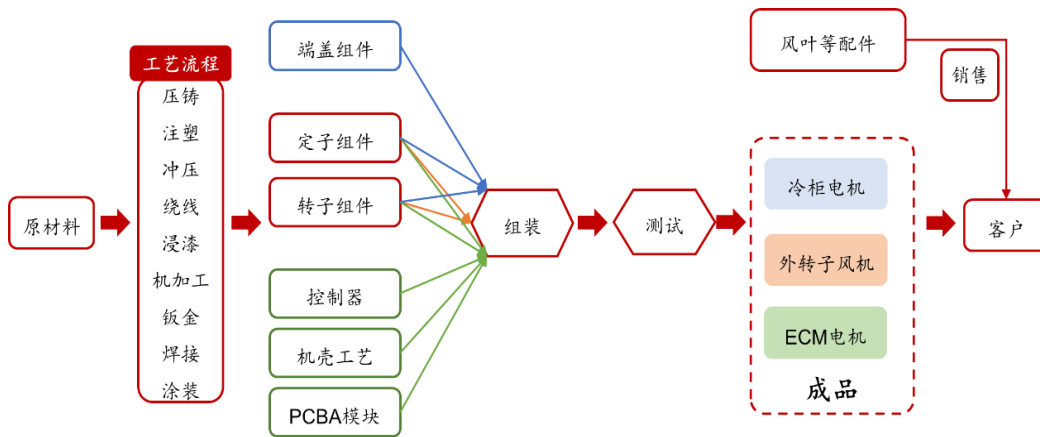 原材料
工艺流程
压铸
注塑
冲压
绕线
浸漆
机加工
钣金
焊接
涂装
端盖组件
定子组件
转子组件
控制器
机壳工艺
PCBA模块
组装
测试
风叶等配件
销售
冷柜电机
外转子风机
ECM电机
成品
客户